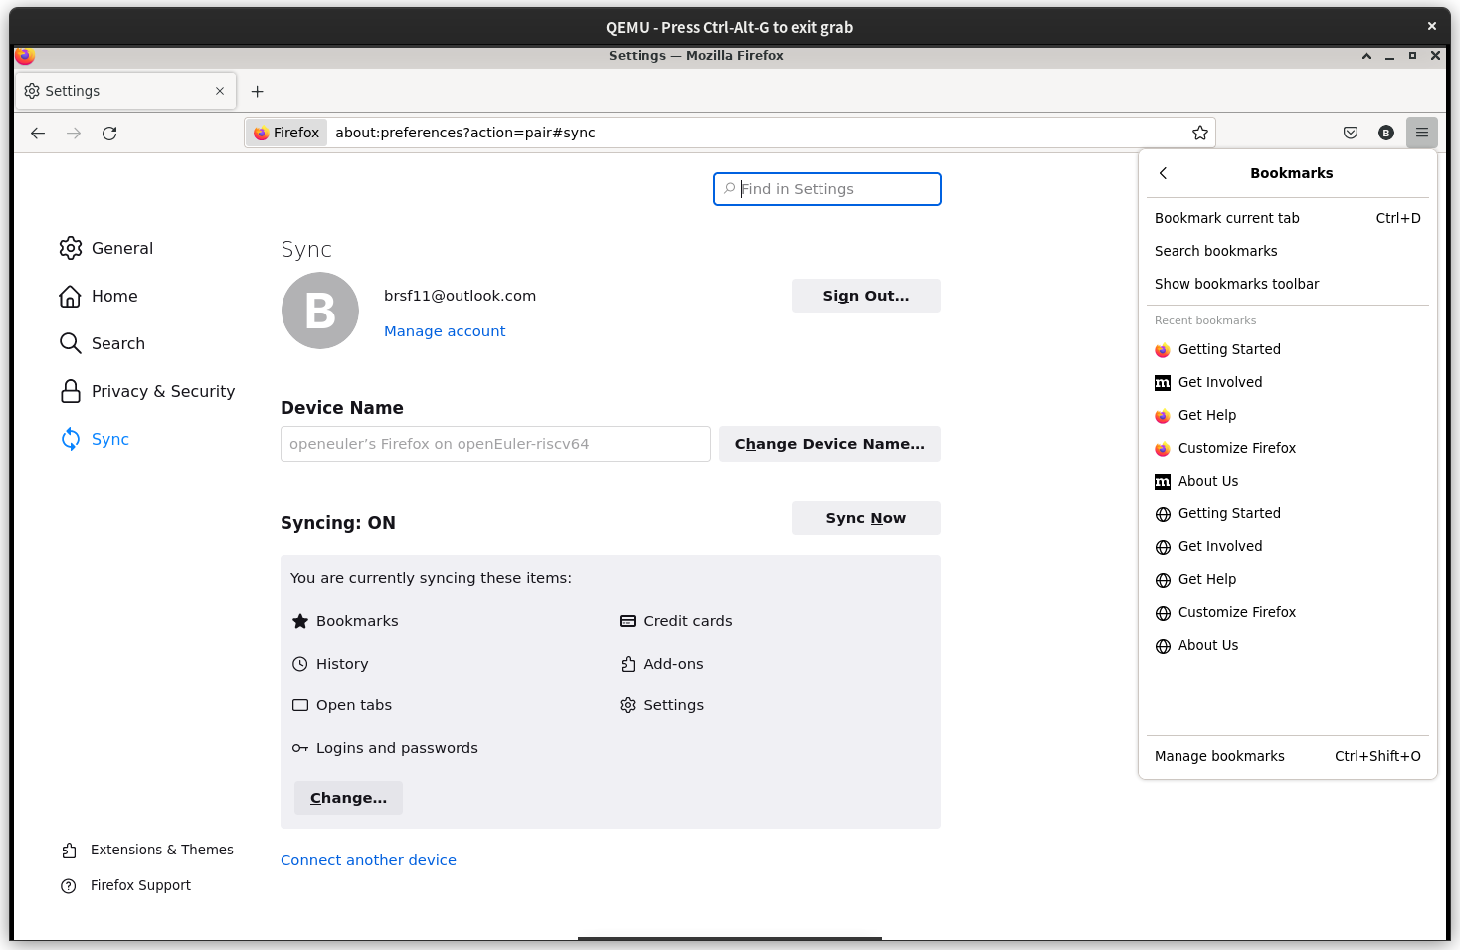 QEMU - Press Ctrl-Alt-G to exit grab
Settings — Mozilla Firefox
Settings
Firefox about:preferences?action=pair#sync
B
Find in Settings
General
Home
Search
Privacy & Security
Sync
Extensions & Themes
Firefox Support
Sync
B
brsf11@outlook.com
Manage account
Sign Out...
Device Name
openeuler's Firefox on openEuler-riscv64
Change Device Name...
Syncing: ON
Sync Now
You are currently syncing these items:
Bookmarks
Credit cards
History
Add-ons
Open tabs
Settings
Logins and passwords
Change...
Connect another device
Bookmarks
Bookmark current tab Ctrl+D
Search bookmarks
Show bookmarks toolbar
Recent bookmarks
Getting Started
m Get Involved
Get Help
Customize Firefox
m About Us
Getting Started
Get Involved
Get Help
Customize Firefox
About Us
Manage bookmarks Ctrl+Shift+O